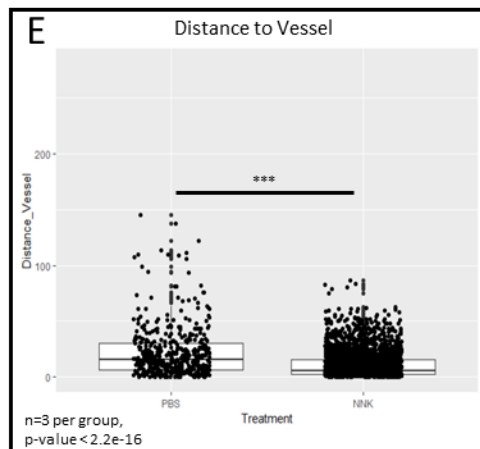 E
Distance to Vessel
Distance_Vessel
200
100
0
***
PBS
NNK
Treatment
n=3 per group,
p-value < 2.2e-16